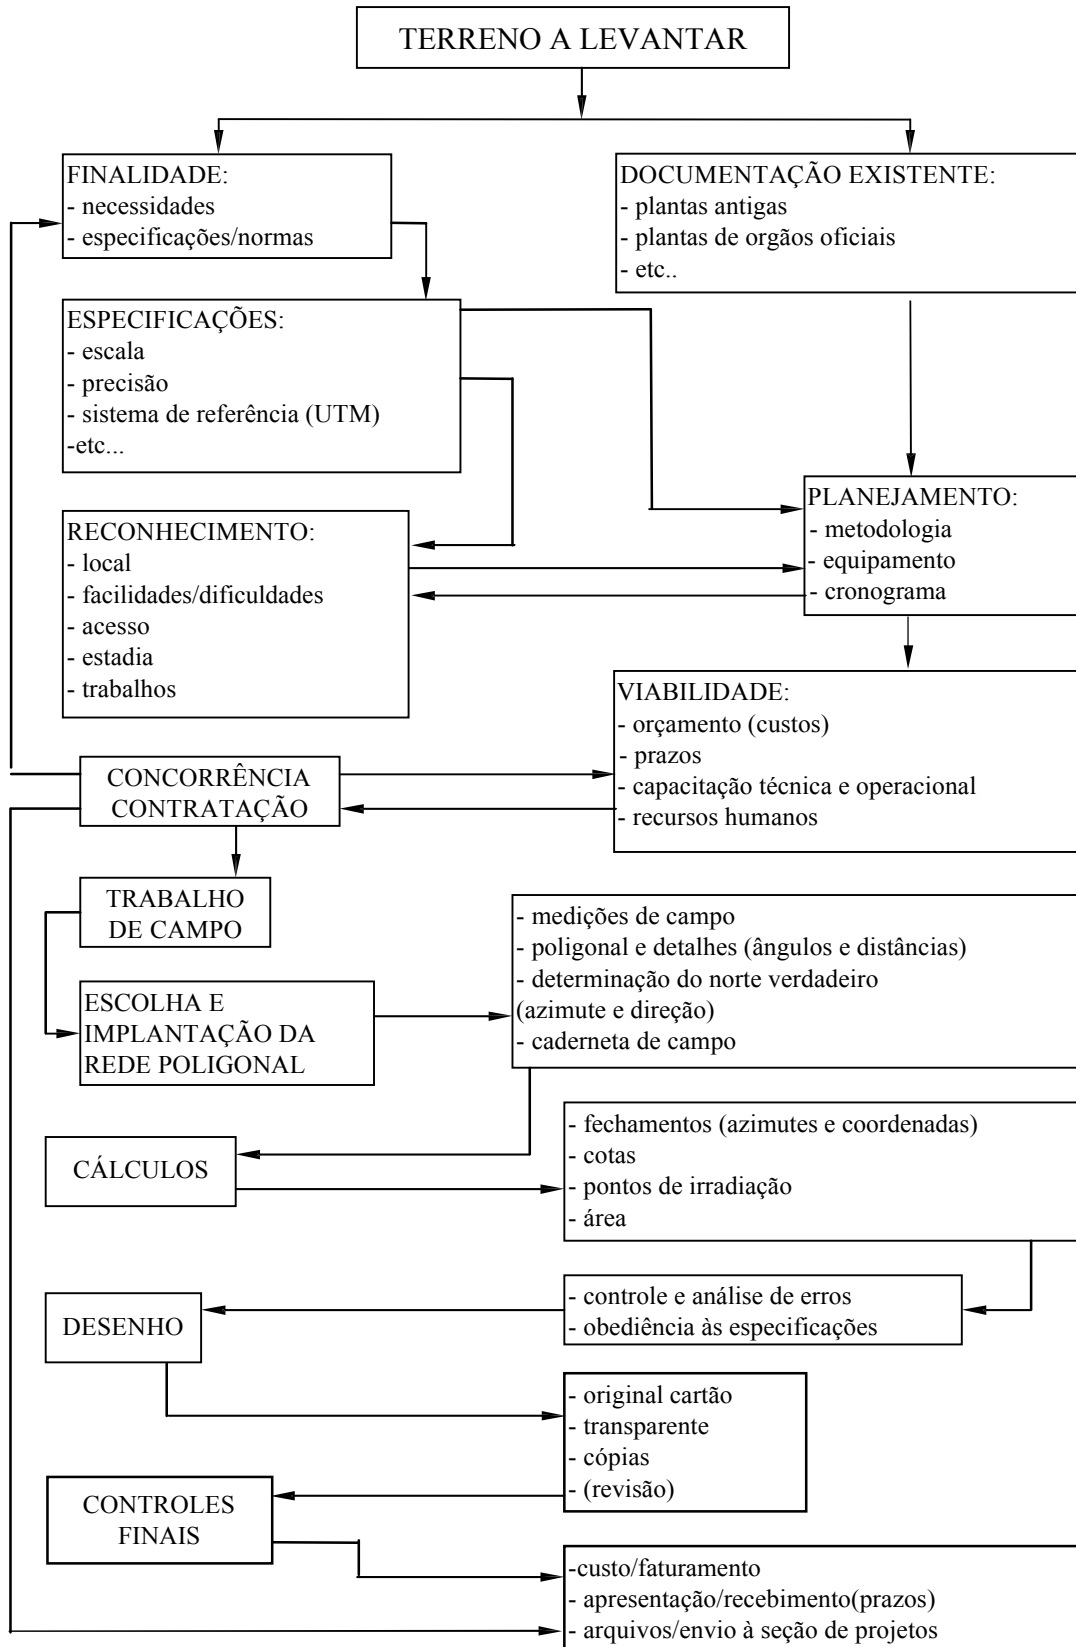 TERRENO A LEVANTAR
FINALIDADE:
- necessidades
- especificações/normas
DOCUMENTAÇÃO EXISTENTE:
- plantas antigas
- plantas de orgãos oficiais
- etc..
ESPECIFICAÇÕES:
- escala
- precisão
- sistema de referência (UTM)
-etc...
PLANEJAMENTO:
- metodologia
- equipamento
- cronograma
RECONHECIMENTO:
- local
- facilidades/dificuldades
- acesso
- estadia
- trabalhos
VIABILIDADE:
- orçamento (custos)
- prazos
- capacitação técnica e operacional
- recursos humanos
CONCORRÊNCIA
CONTRATAÇÃO
TRABALHO
DE CAMPO
ESCOLHA E
IMPLANTAÇÃO DA
REDE POLIGONAL
- medições de campo
- poligonal e detalhes (ângulos e distâncias)
- determinação do norte verdadeiro
(azimute e direção)
- caderneta de campo
CÁLCULOS
- fechamentos (azimutes e coordenadas)
- cotas
- pontos de irradiação
- área
- controle e análise de erros
- obediência às especificações
DESENHO
- original cartão
- transparente
- cópias
- (revisão)
CONTROLES
FINAIS
-custo/faturamento
- apresentação/recebimento(prazos)
- arquivos/envio à seção de projetos